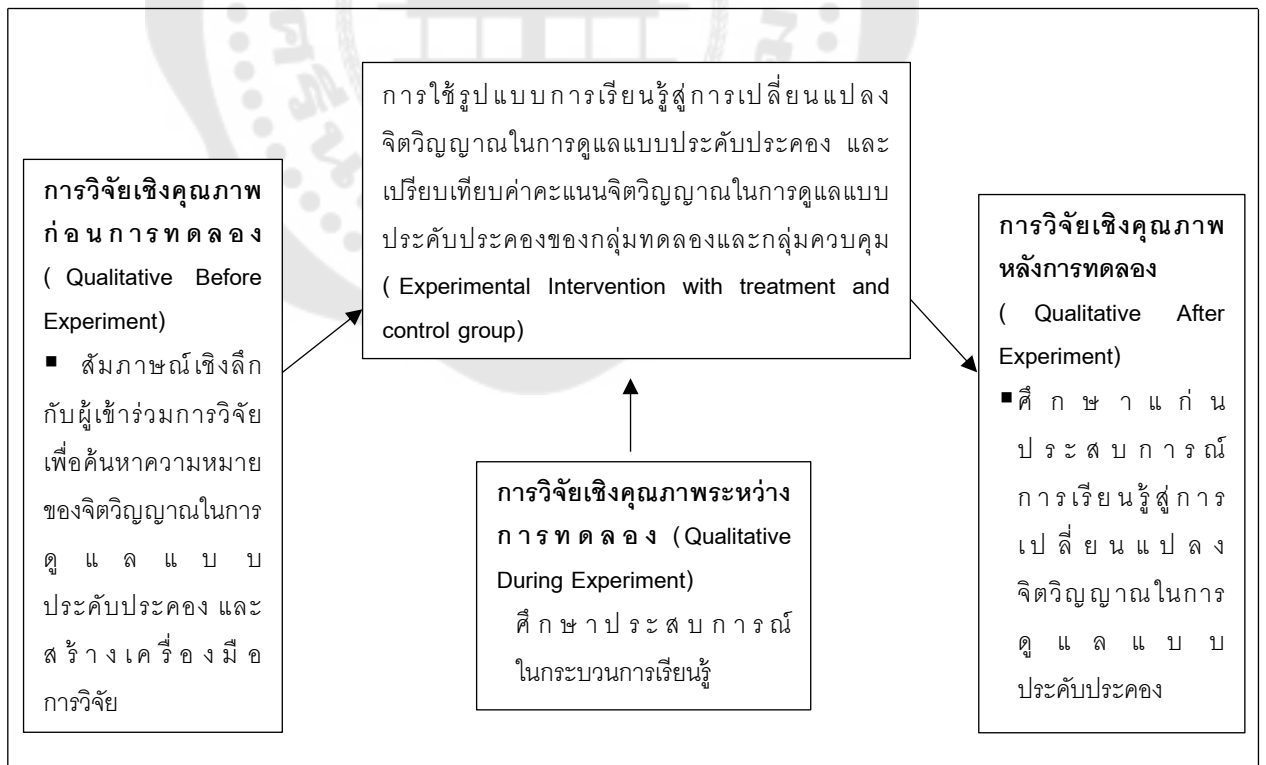 การวิจัยเชิงคุณภาพ
ก่อนการทดลอง
( Qualitative Before
Experiment)
▪ สัมภาษณ์เชิงลึก
กับผู้เข้าร่วมการวิจัย
เพื่อค้นหาความหมาย
ของจิตวิญญาณในการ
ดูแลแบบ
ประคับประคอง และ
สร้างเครื่องมือ
การวิจัย
การใช้รูปแบบการเรียนรู้สู่การเปลี่ยนแปลง
จิตวิญญาณในการดูแลแบบประคับประคอง และ
เปรียบเทียบค่าคะแนนจิตวิญญาณในการดูแลแบบ
ประคับประคองของกลุ่มทดลองและกลุ่มควบคุม
( Experimental Intervention with treatment and
control group)
การวิจัยเชิงคุณภาพระหว่าง
การทดลอง (Qualitative
During Experiment)
ศึกษาประสบการณ์
ในกระบวนการเรียนรู้
การวิจัยเชิงคุณภาพ
หลังการทดลอง
( Qualitative After
Experiment)
▪ ศึกษาแก่น
ประสบการณ์
การเรียนรู้สู่การ
เปลี่ยนแปลง
จิตวิญญาณในการ
ดูแลแบบ
ประคับประคอง